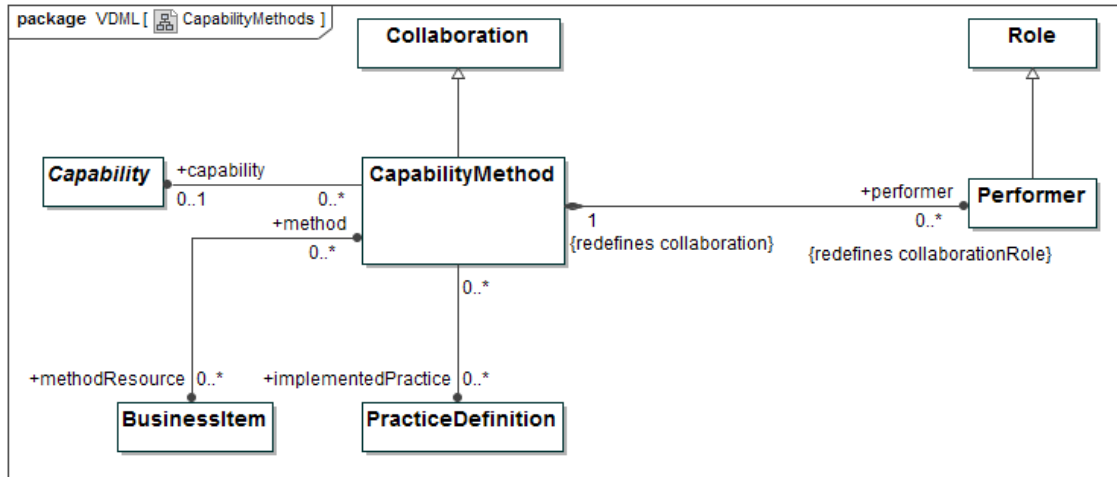 package VDML [ CapabilityMethods ]
Collaboration
Role
Capability
+capability
0..1
0..*
CapabilityMethod
+method
0..*
1
{redefines collaboration}
+performer
0..*
Performer
{redefines collaborationRole}
0..*
+methodResource
0..*
+implementedPractice
0..*
BusinessItem
PracticeDefinition